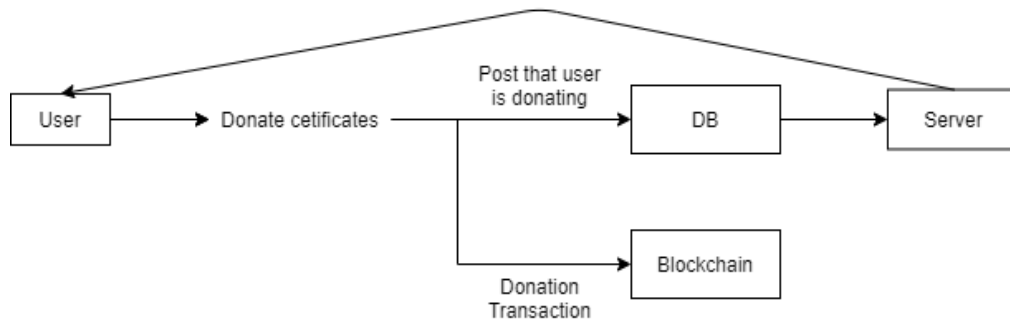 Post that user
is donating
User
Donate cetificates
DB
Server
Blockchain
Donation
Transaction